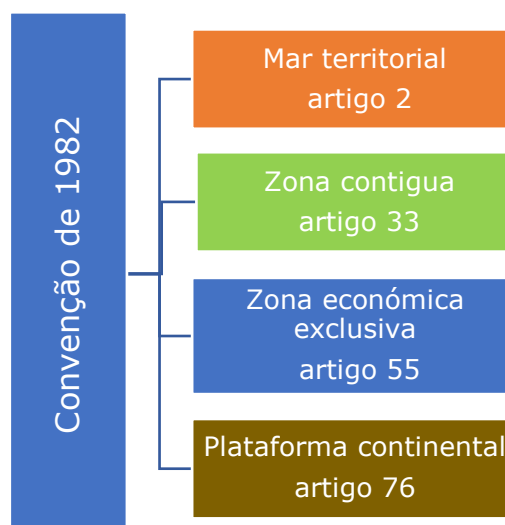 Convenção de 1982
Mar territorial
artigo 2
Zona contigua
artigo 33
Zona económica
exclusiva
artigo 55
Plataforma continental
artigo 76